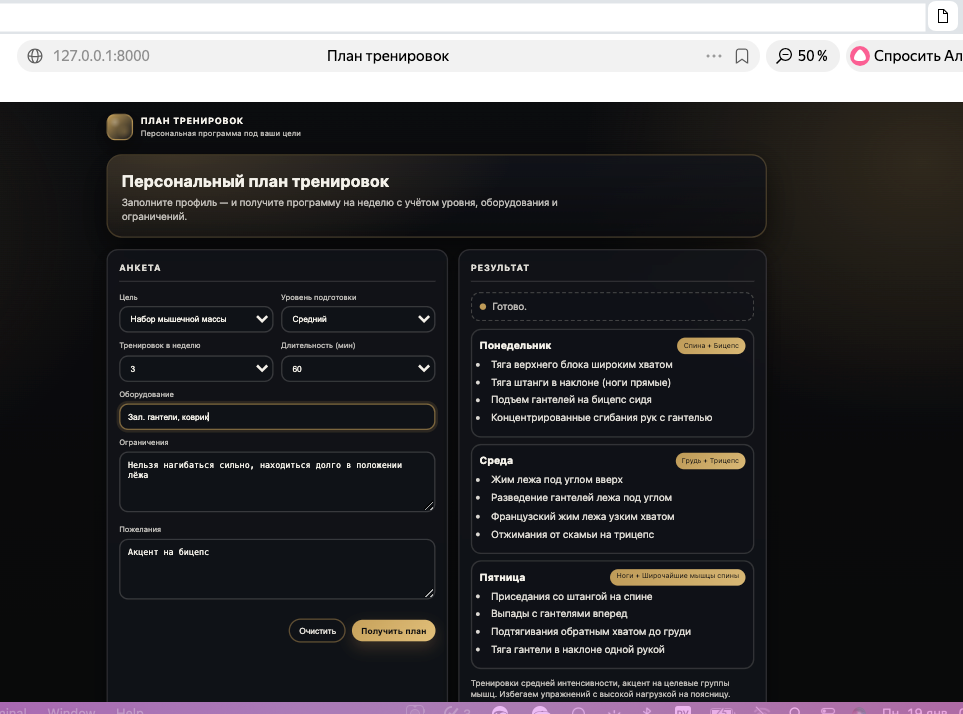 127.0.0.1:8000
План тренировок
50 %
Спросить Ал
ПЛАН ТРЕНИРОВОК
Персональная программа под ваши цели
Персональный план тренировок
Заполните профиль — и получите программу на неделю с учётом уровня, оборудования и
ограничений.
АНКЕТА
Цель
Уровень подготовки
Набор мышечной массы
Средний
Тренировок в неделю
Длительность (мин)
3
60
Оборудование
Зал. гантели, коврик
Ограничения
Нельзя нагибаться сильно, находиться долго в положении
лёжа
Пожелания
Акцент на бицепс
Очистить
Получить план
РЕЗУЛЬТАТ
Готово.
Понедельник
Спина + Бицепс
Тяга верхнего блока широким хватом
Тяга штанги в наклоне (ноги прямые)
Подъем гантелей на бицепс сидя
Концентрированные сгибания рук с гантелью
Среда
Грудь + Трицепс
Жим лежа под углом вверх
Разведение гантелей лежа под углом
Французский жим лежа узким хватом
Отжимания от скамьи на трицепс
Пятница
Ноги + Широчайшие мышцы спины
Приседания со штангой на спине
Выпады с гантелями вперед
Подтягивания обратным хватом до груди
Тяга гантели в наклоне одной рукой
Тренировки средней интенсивности, акцент на целевые группы
мышц. Избегаем упражнений с высокой нагрузкой на поясницу.